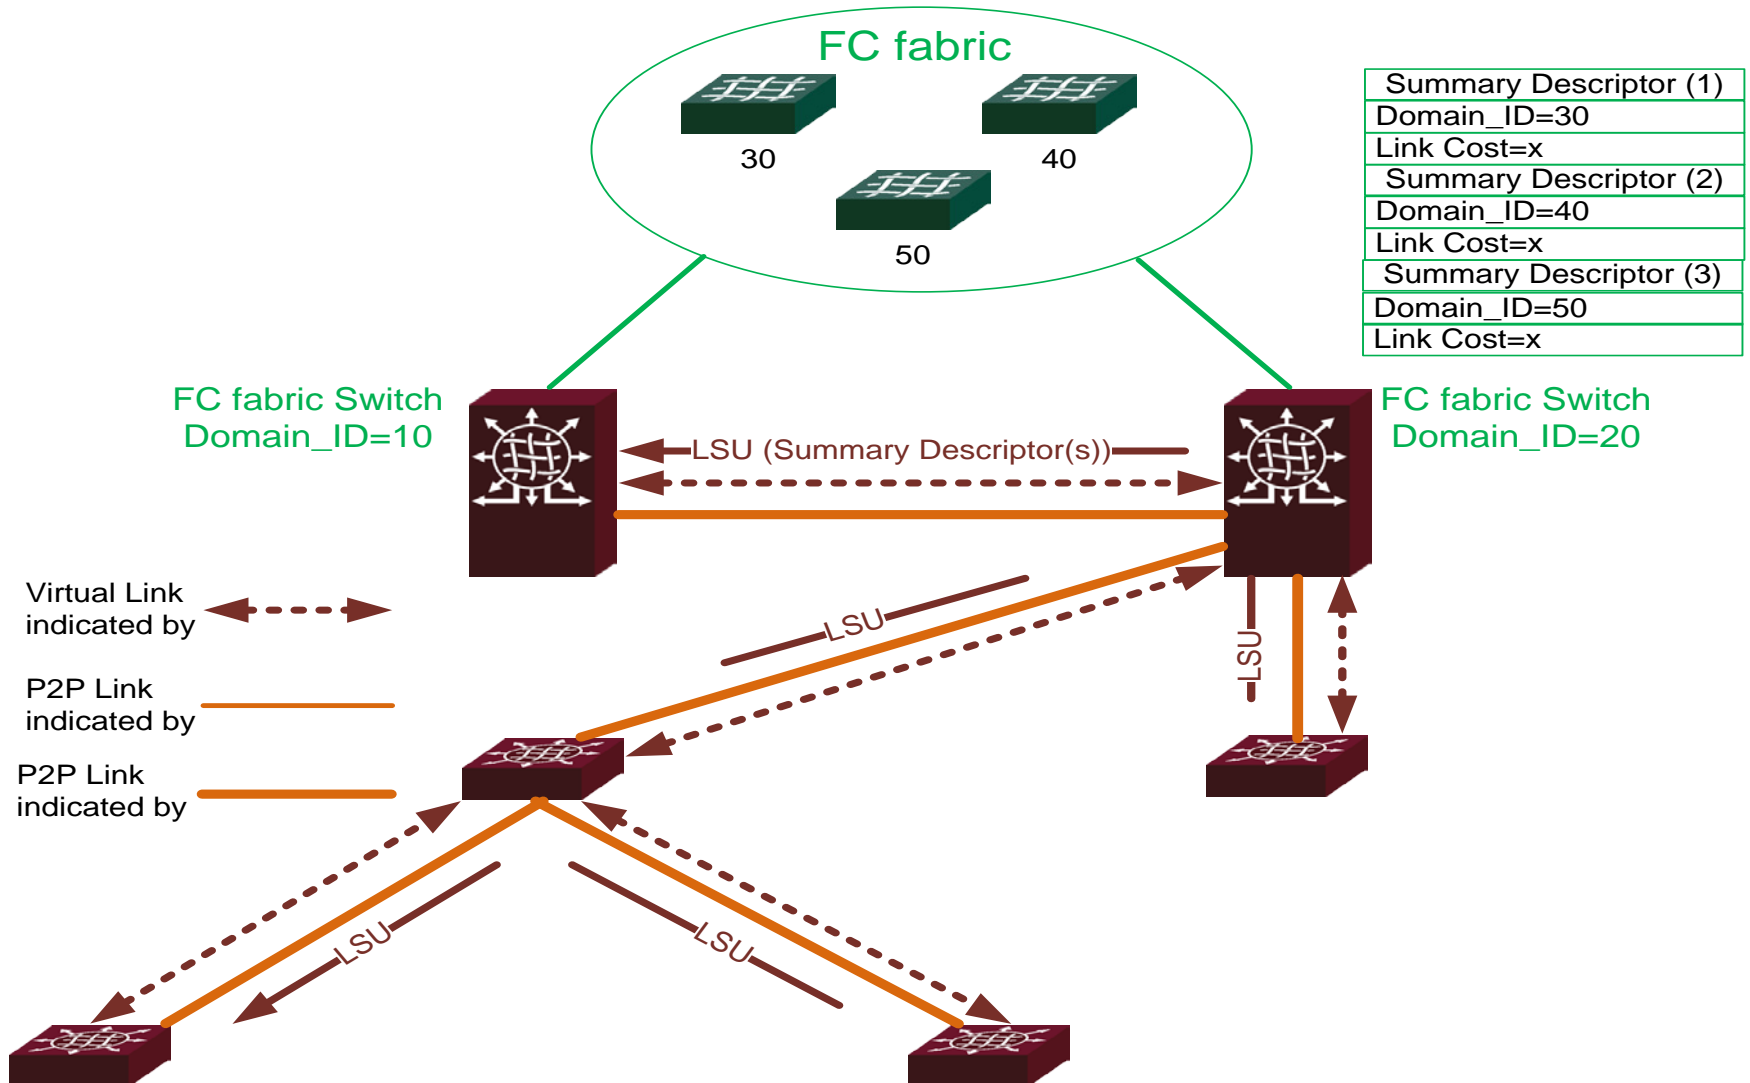 FC fabric
30
40
50
Summary Descriptor (1)
Domain_ID=30
Link Cost=x
Summary Descriptor (2)
Domain_ID=40
Link Cost=x
Summary Descriptor (3)
Domain_ID=50
Link Cost=x
FC fabric Switch
Domain_ID=10
FC fabric Switch
Domain_ID=20
LSU (Summary Descriptor(s))
Virtual Link
indicated by
LSU
LSU
P2P Link
indicated by
P2P Link
indicated by
LSU
LSU